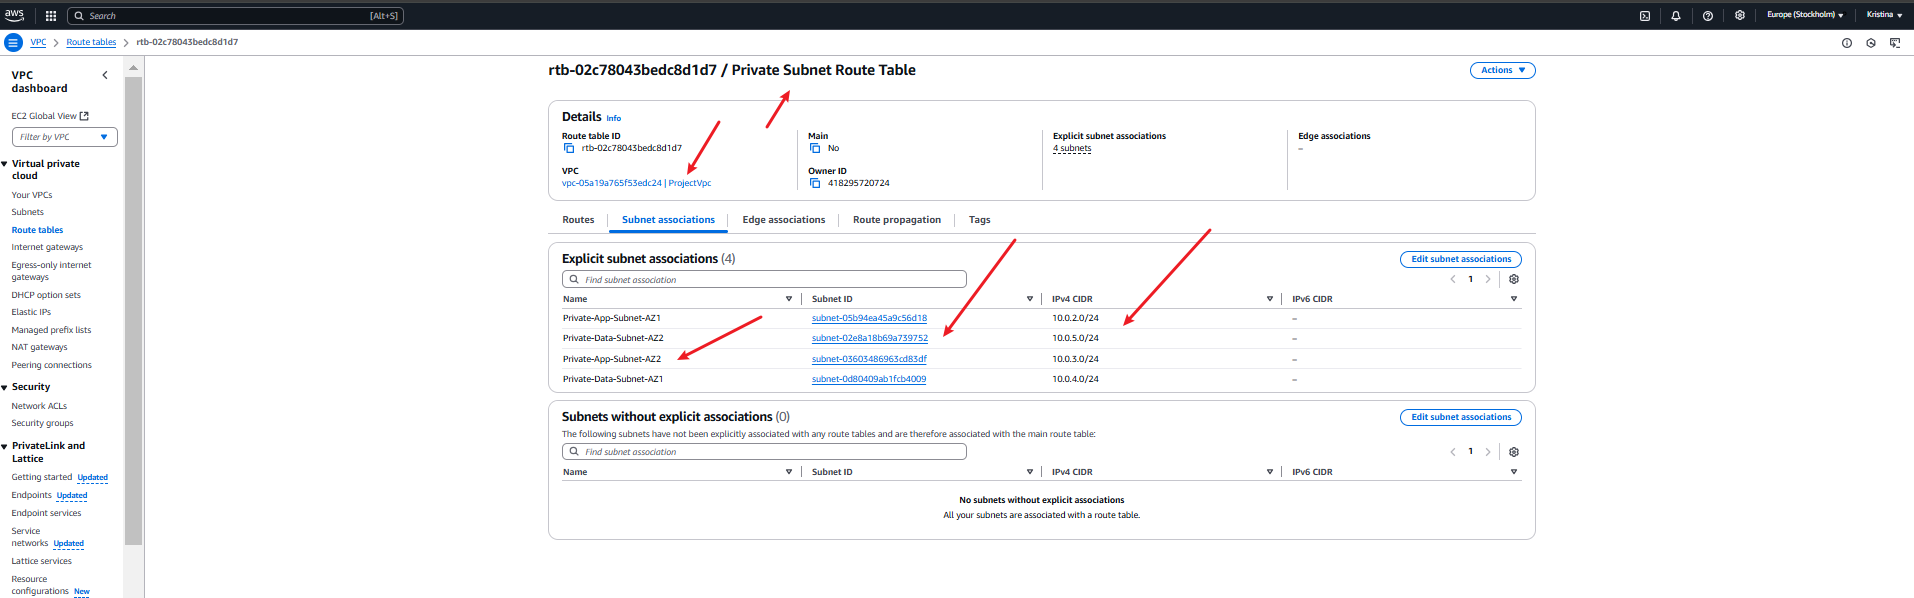 aws Search [Alt+S] Europe (Stockholm) Kristina
VPC > Route tables > rtb-02c78043bedc8d1d7
VPC dashboard
EC2 Global View
Filter by VPC
Virtual private cloud
Your VPCs
Subnets
Route tables
Internet gateways
Egress-only internet gateways
DHCP option sets
Elastic IPs
Managed prefix lists
NAT gateways
Peering connections
Security
Network ACLs
Security groups
PrivateLink and Lattice
Getting started Updated
Endpoints Updated
Endpoint services
Service networks Updated
Lattice services
Resource configurations New
rtb-02c78043bedc8d1d7 / Private Subnet Route Table
Actions
Details Info
Route table ID
rtb-02c78043bedc8d1d7
Main
No
Explicit subnet associations
4 subnets
Edge associations
–
VPC
vpc-05a19a765f53edc24 | ProjectVpc
Owner ID
418295720724
Routes Subnet associations Edge associations Route propagation Tags
Explicit subnet associations (4)
Edit subnet associations
Find subnet association
1
Name Subnet ID IPv4 CIDR IPv6 CIDR
Private-App-Subnet-AZ1 subnet-05b94ea45a9c56d18 10.0.2.0/24 –
Private-Data-Subnet-AZ2 subnet-02e8a18b69a739752 10.0.5.0/24 –
Private-App-Subnet-AZ2 subnet-03603486963cd83df 10.0.3.0/24 –
Private-Data-Subnet-AZ1 subnet-0d80409ab1fcb4009 10.0.4.0/24 –
Subnets without explicit associations (0)
Edit subnet associations
The following subnets have not been explicitly associated with any route tables and are therefore associated with the main route table:
Find subnet association
1
Name Subnet ID IPv4 CIDR IPv6 CIDR
No subnets without explicit associations
All your subnets are associated with a route table.